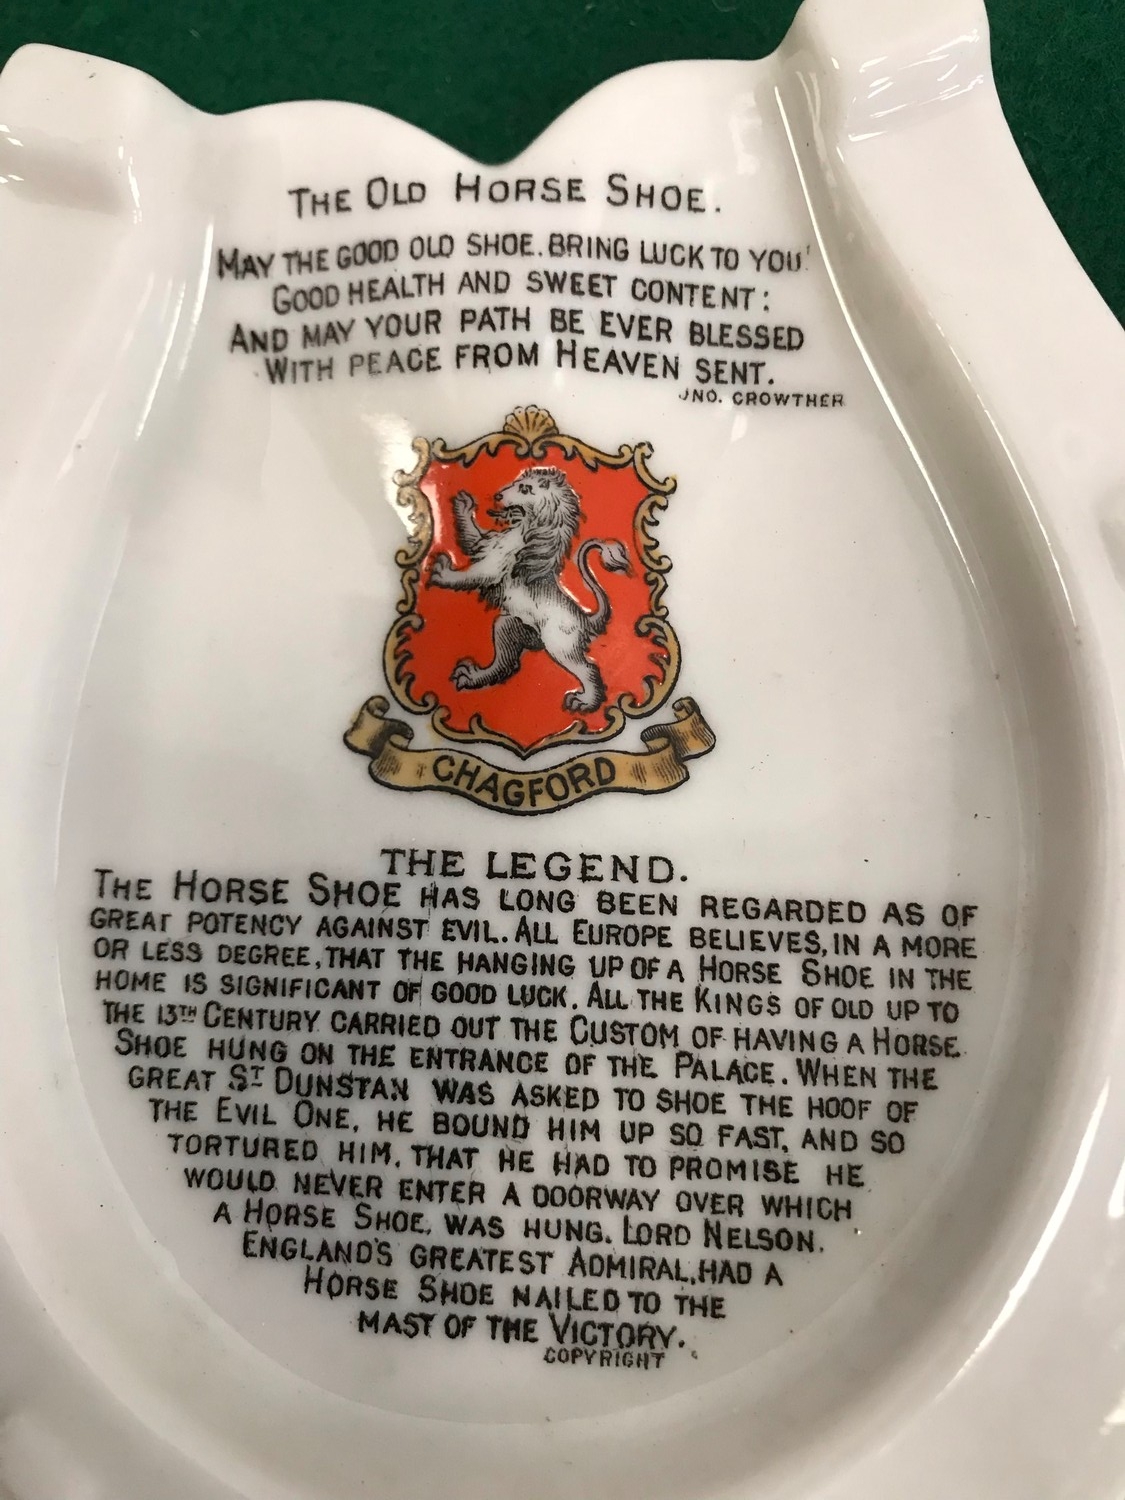 THE OLD HORSE SHOE.
MAY THE GOOD OLD SHOE. BRING LUCK TO YOU'
GOOD HEALTH AND SWEET CONTENT:
AND MAY YOUR PATH BE EVER BLESSED
WITH PEACE FROM HEAVEN SENT.
JNO. CROWTHER
CHAGFORD
THE LEGEND.
THE HORSE SHOE HAS LONG BEEN REGARDED AS OF
GREAT POTENCY AGAINST EVIL. ALL EUROPE BELIEVES, IN A MORE
OR LESS DEGREE, THAT THE HANGING UP OF A HORSE SHOE IN THE
HOME IS SIGNIFICANT OF GOOD LUCK. ALL THE KINGS OF OLD UP TO
THE 13TH CENTURY CARRIED OUT THE CUSTOM OF HAVING A HORSE
SHOE HUNG ON THE ENTRANCE OF THE PALACE. WHEN THE
GREAT ST DUNSTAN WAS ASKED TO SHOE THE HOOF OF
THE EVIL ONE, HE BOUND HIM UP SO FAST, AND SO
TORTURED HIM, THAT HE HAD TO PROMISE HE
WOULD NEVER ENTER A DOORWAY OVER WHICH
A HORSE SHOE, WAS HUNG. LORD NELSON,
ENGLAND'S GREATEST ADMIRAL, HAD A
HORSE SHOE NAILED TO THE
MAST OF THE VICTORY.
COPYRIGHT